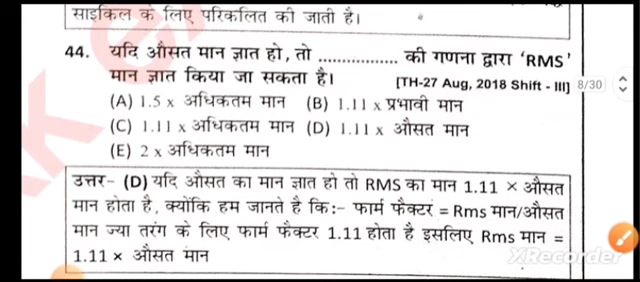 साइकिल के लिए परिकलित की जाती है।
44. यदि औसत मान ज्ञात हो, तो .................. की गणना द्वारा 'RMS'
मान ज्ञात किया जा सकता है। [TH-27 Aug, 2018 Shift - III]
8/30
(A) 1.5 x अधिकतम मान (B) 1.11 x प्रभावी मान
(C) 1.11 x अधिकतम मान (D) 1.11 x औसत मान
(E) 2 x अधिकतम मान
उत्तर- (D) यदि औसत का मान ज्ञात हो तो RMS का मान 1.11 × औसत
मान होता है, क्योंकि हम जानते है कि:- फार्म फैक्टर = Rms मान/औसत
मान ज्या तरंग के लिए फार्म फैक्टर 1.11 होता है इसलिए Rms मान =
1.11 × औसत मान
XRecorder